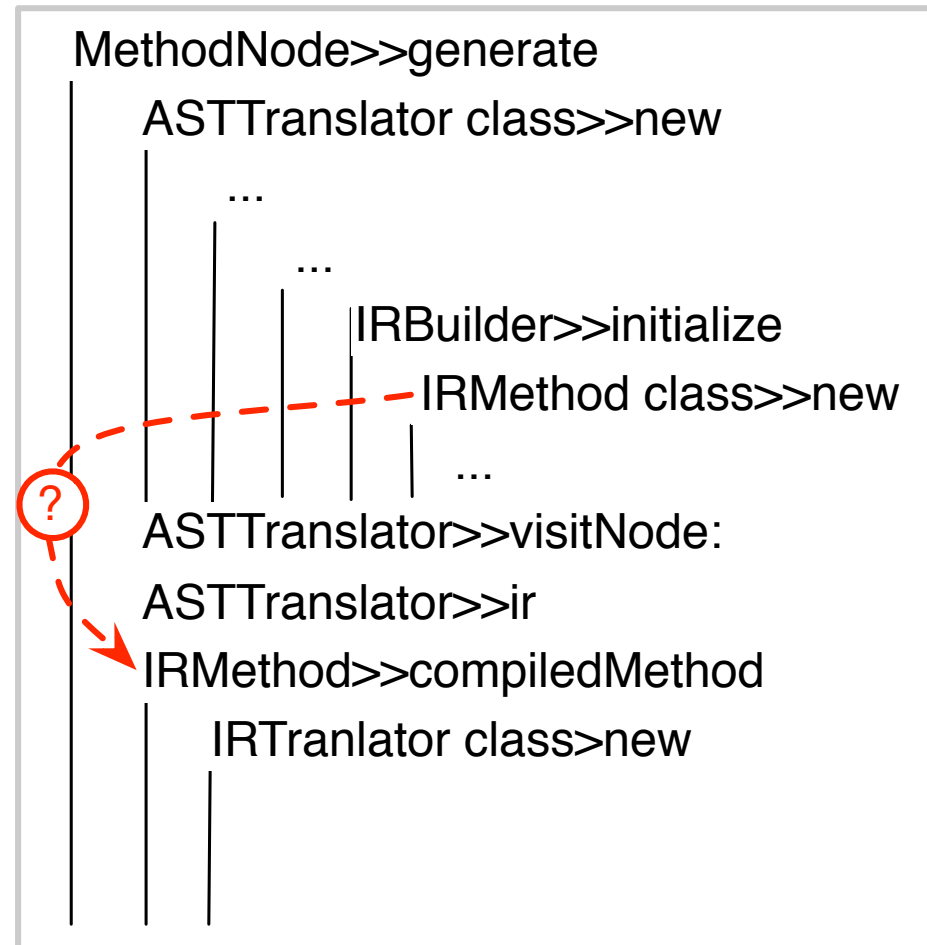 MethodNode>>generate
ASTTranslator class>>new
...
...
IRBuilder>>initialize
IRMethod class>>new
...
?
ASTTranslator>>visitNode:
ASTTranslator>>ir
IRMethod>>compiledMethod
IRTranlator class>new